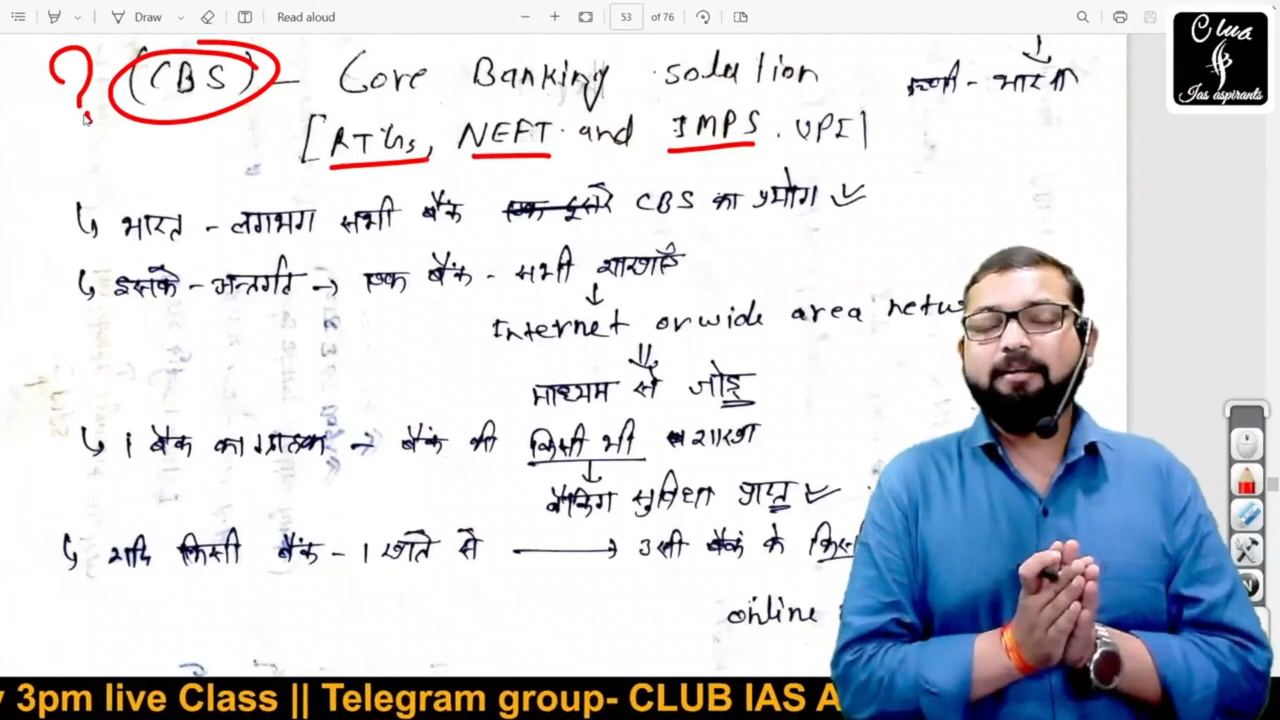 Draw
Read aloud
53
of 76
Clua
Ias aspirants
? (CBS) - Core Banking solution
[RTGs, NEFT and IMPS. UPI]
↳ भारत - लगभग सभी बैंक CBS का प्रयोग
↳ इसके - अन्तर्गत → एक बैंक - सभी शाखाएँ
Internet or wide area netw
माध्यम से जोड़
↳ 1 बैंक का ग्राहक → बैंक की किसी भी शाखा
बैंकिग सुविधा प्राप्त
↳ यदि किसी बैंक - 1 खाते से → उसी बैंक के
online
y 3pm live Class || Telegram group- CLUB IAS A